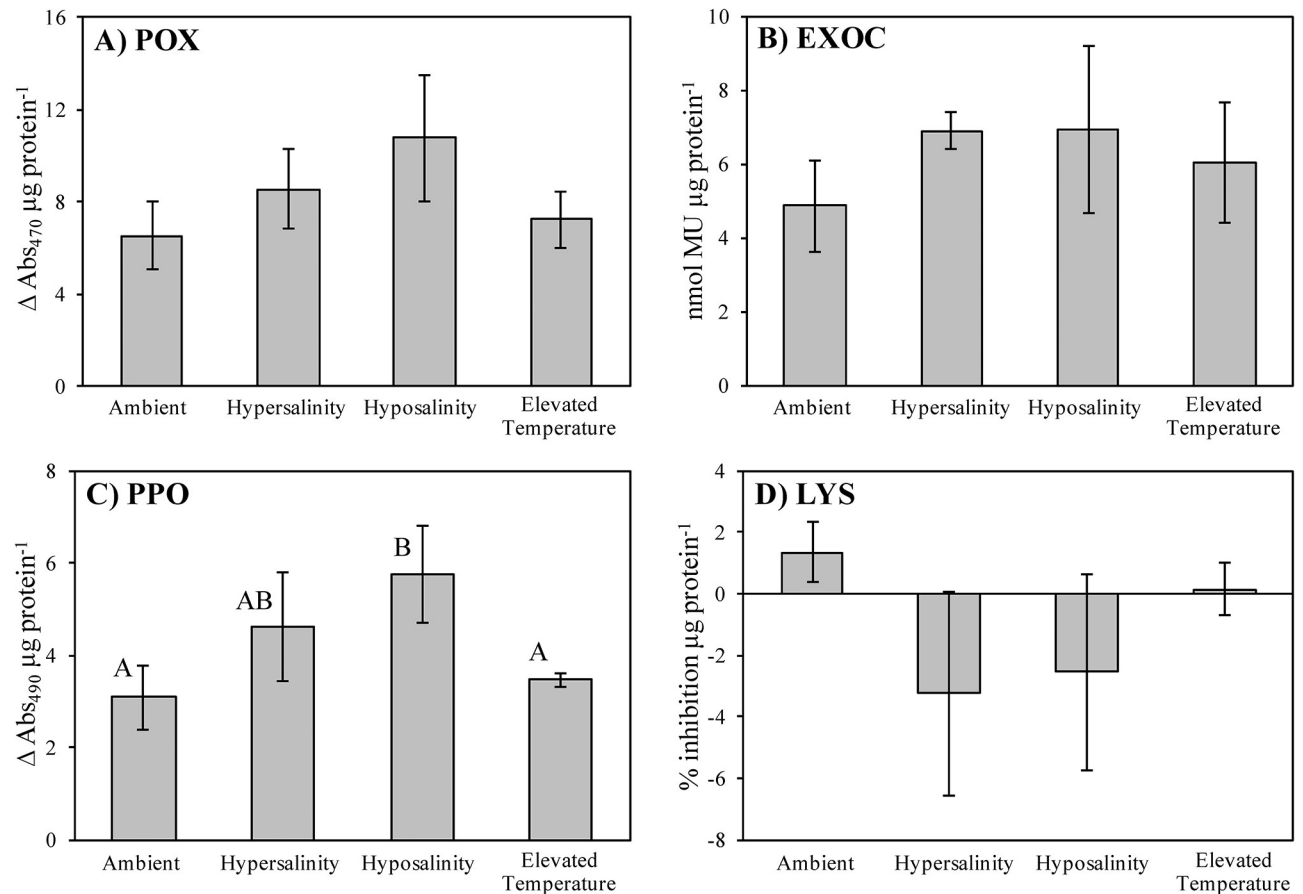 A) POX
16
12
8
4
0
Δ Abs₄₇₀ µg protein⁻¹
Ambient
Hypersalinity
Hyposalinity
Elevated
Temperature
B) EXOC
10
8
6
4
2
0
nmol MU µg protein⁻¹
Ambient
Hypersalinity
Hyposalinity
Elevated
Temperature
C) PPO
8
6
4
2
0
Δ Abs₄₉₀ µg protein⁻¹
A
AB
B
A
Ambient
Hypersalinity
Hyposalinity
Elevated
Temperature
D) LYS
4
2
0
-2
-4
-6
-8
% inhibition µg protein⁻¹
Ambient
Hypersalinity
Hyposalinity
Elevated
Temperature